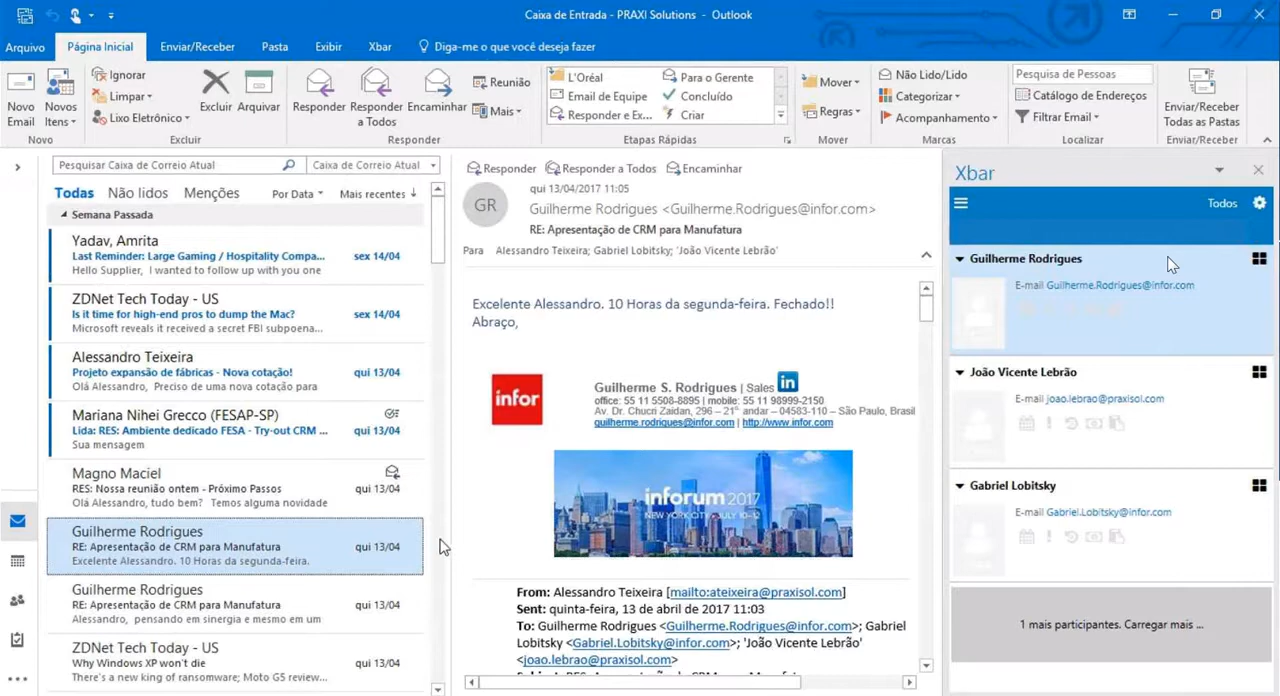 Caixa de Entrada - PRAXI Solutions - Outlook
Arquivo Página Inicial Enviar/Receber Pasta Exibir Xbar Diga-me o que você deseja fazer
Novo Email
Novos Itens
Novo
Ignorar
Limpar
Lixo Eletrônico
Excluir
Arquivar
Excluir
Responder
Responder a Todos
Encaminhar
Reunião
Mais
Responder
L'Oréal
Email de Equipe
Responder e Ex...
Para o Gerente
Concluído
Criar
Etapas Rápidas
Mover
Regras
Mover
Não Lido/Lido
Categorizar
Acompanhamento
Marcas
Pesquisa de Pessoas
Catálogo de Endereços
Filtrar Email
Localizar
Enviar/Receber
Todas as Pastas
Enviar/Receber
Pesquisar Caixa de Correio Atual
Caixa de Correio Atual
Todas Não lidos Menções Por Data Mais recentes
Semana Passada
Yadav, Amrita
Last Reminder: Large Gaming / Hospitality Compa... sex 14/04
Hello Supplier, I wanted to follow up with you one
ZDNet Tech Today - US
Is it time for high-end pros to dump the Mac? sex 14/04
Microsoft reveals it received a secret FBI subpoena...
Alessandro Teixeira
Projeto expansão de fábricas - Nova cotação! qui 13/04
Olá Alessandro, Preciso de uma nova cotação para
Mariana Nihei Grecco (FESAP-SP)
Lida: RES: Ambiente dedicado FESA - Try-out CRM ... qui 13/04
Sua mensagem
Magno Maciel
RES: Nossa reunião ontem - Próximo Passos qui 13/04
Olá Alessandro, tudo bem? Temos alguma novidade
Guilherme Rodrigues
RE: Apresentação de CRM para Manufatura qui 13/04
Excelente Alessandro. 10 Horas da segunda-feira.
Guilherme Rodrigues
RE: Apresentação de CRM para Manufatura qui 13/04
Alessandro, pensando em sinergia e mesmo em um
ZDNet Tech Today - US
Why Windows XP won't die qui 13/04
There's a new king of ransomware; Moto G5 review...
Responder Responder a Todos Encaminhar
GR
qui 13/04/2017 11:05
Guilherme Rodrigues <Guilherme.Rodrigues@infor.com>
RE: Apresentação de CRM para Manufatura
Para Alessandro Teixeira; Gabriel Lobitsky; 'João Vicente Lebrão'
Excelente Alessandro. 10 Horas da segunda-feira. Fechado!!
Abraço,
infor
Guilherme S. Rodrigues | Sales in
office: 55 11 5508-8895 | mobile: 55 11 98999-2150
Av. Dr. Chucri Zaidan, 296 – 21° andar – 04583-110 – São Paulo, Brasil
guilherme.rodrigues@infor.com | http://www.infor.com
inforum 2017
NEW YORK CITY, JULY 10–12
From: Alessandro Teixeira [mailto:ateixeira@praxisol.com]
Sent: quinta-feira, 13 de abril de 2017 11:03
To: Guilherme Rodrigues <Guilherme.Rodrigues@infor.com>; Gabriel
Lobitsky <Gabriel.Lobitsky@infor.com>; 'João Vicente Lebrão'
<joao.lebrao@praxisol.com>
Xbar
Todos
Guilherme Rodrigues
E-mail Guilherme.Rodrigues@infor.com
João Vicente Lebrão
E-mail joao.lebrao@praxisol.com
Gabriel Lobitsky
E-mail Gabriel.Lobitsky@infor.com
1 mais participantes. Carregar mais ...